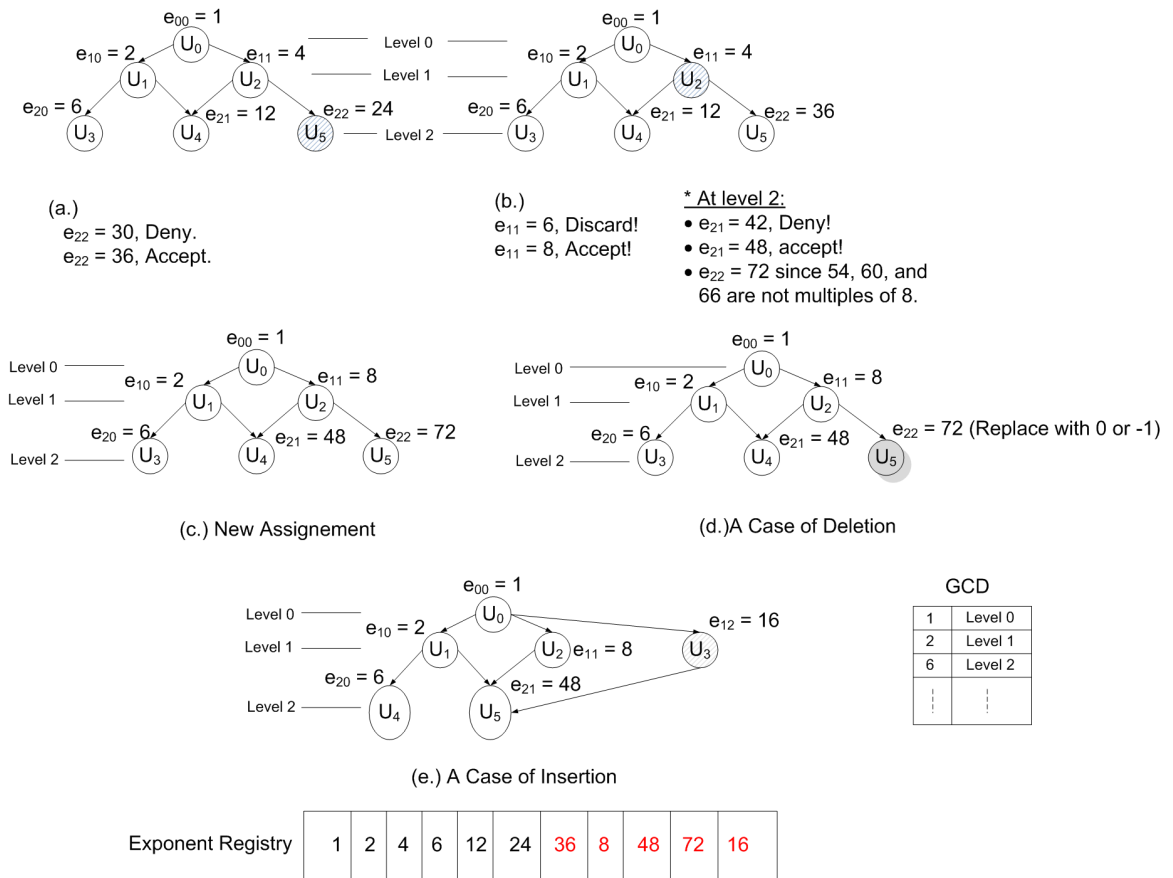 e00 = 1
e10 = 2
U0
e11 = 4
U1
U2
e20 = 6
e21 = 12
e22 = 24
U3
U4
U5
Level 0
Level 1
Level 2
e00 = 1
e10 = 2
U0
e11 = 4
U1
U2
e20 = 6
e21 = 12
e22 = 36
U3
U4
U5
(a.)
e22 = 30, Deny.
e22 = 36, Accept.
(b.)
e11 = 6, Discard!
e11 = 8, Accept!
* At level 2:
• e21 = 42, Deny!
• e21 = 48, accept!
• e22 = 72 since 54, 60, and
66 are not multiples of 8.
e00 = 1
Level 0
U0
e10 = 2
e11 = 8
Level 1
U1
U2
e20 = 6
e21 = 48
e22 = 72
Level 2
U3
U4
U5
(c.) New Assignement
e00 = 1
Level 0
U0
e10 = 2
e11 = 8
Level 1
U1
U2
e20 = 6
e21 = 48
e22 = 72 (Replace with 0 or -1)
Level 2
U3
U4
U5
(d.)A Case of Deletion
e00 = 1
Level 0
U0
e10 = 2
e12 = 16
Level 1
U1
U2
e11 = 8
U3
e20 = 6
e21 = 48
Level 2
U4
U5
(e.) A Case of Insertion
GCD
1 Level 0
2 Level 1
6 Level 2
Exponent Registry 1 2 4 6 12 24 36 8 48 72 16